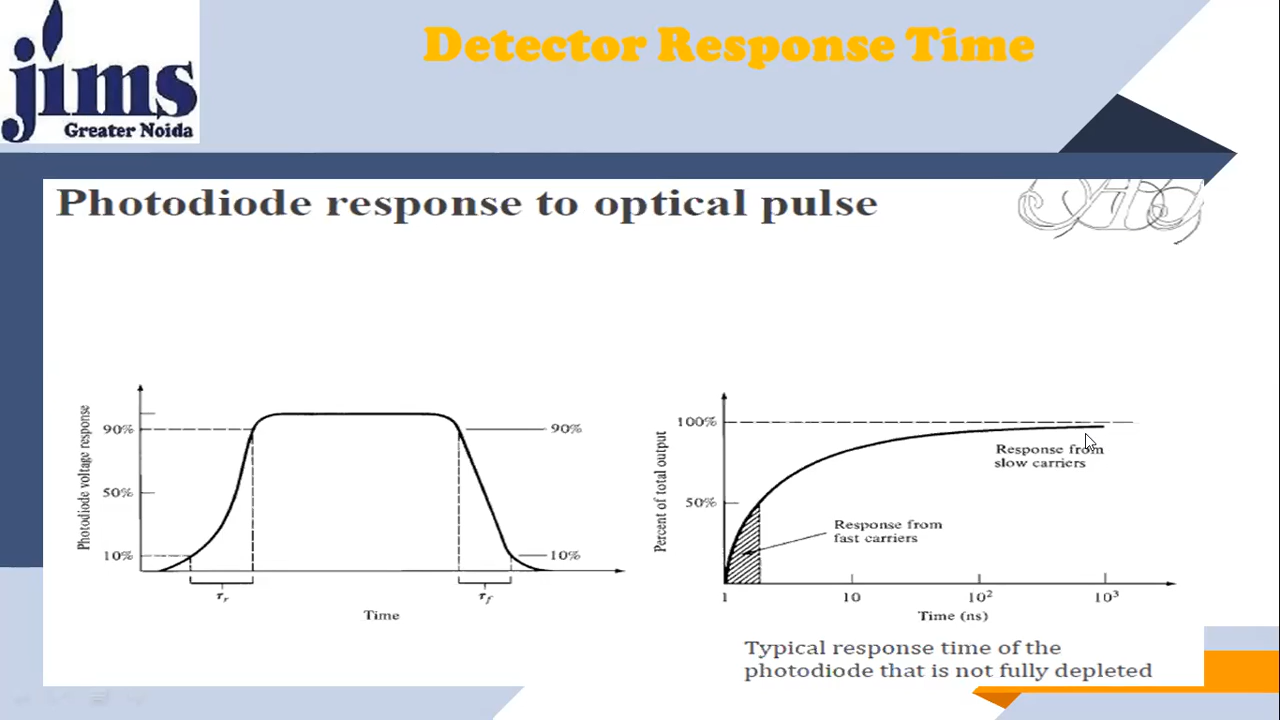 jims
Greater Noida
Detector Response Time
Photodiode response to optical pulse
Photodiode voltage response
90%
50%
10%
90%
10%
τr
τf
Time
Percent of total output
100%
50%
Response from
slow carriers
Response from
fast carriers
1
10
10²
10³
Time (ns)
Typical response time of the
photodiode that is not fully depleted